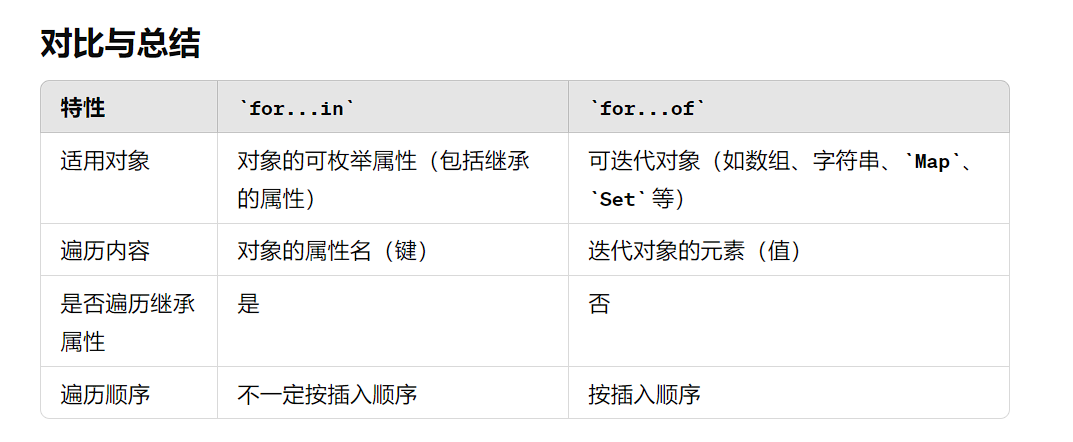 对比与总结
特性 `for...in` `for...of`
适用对象 对象的可枚举属性（包括继承 可迭代对象（如数组、字符串、`Map`、
的属性） `Set` 等）
遍历内容 对象的属性名（键） 迭代对象的元素（值）
是否遍历继承 是 否
属性
遍历顺序 不一定按插入顺序 按插入顺序